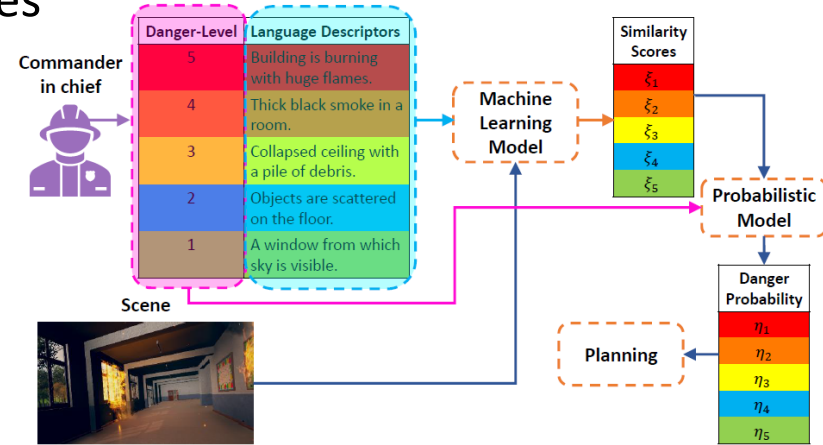 es
Commander
in chief
Danger-Level
Language Descriptors
5
Building is burning
with huge flames.
4
Thick black smoke in a
room.
3
Collapsed ceiling with
a pile of debris.
2
Objects are scattered
on the floor.
1
A window from which
sky is visible.
Machine
Learning
Model
Similarity
Scores
ξ₁
ξ₂
ξ₃
ξ₄
ξ₅
Probabilistic
Model
Danger
Probability
η₁
η₂
η₃
η₄
η₅
Planning
Scene